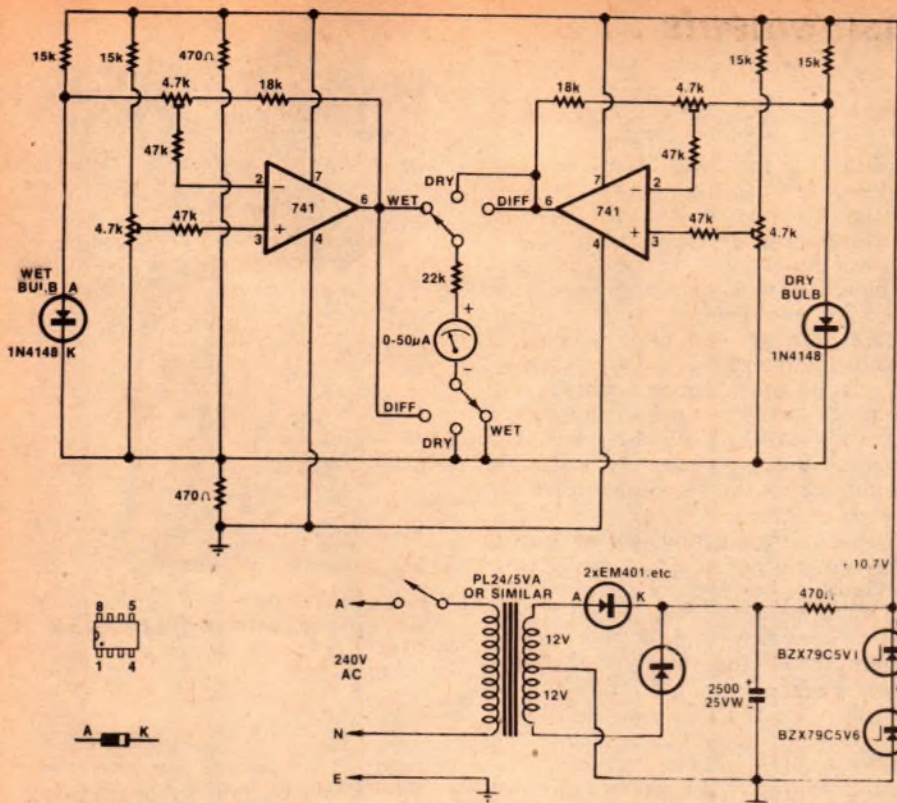 15k
15k
470Ω
15k
15k
4.7k
18k
18k
4.7k
47k
47k
7
7
2
−
741
+
3
6
4
WET
DRY
DIFF
6
2
−
741
+
3
4
4.7k
47k
47k
4.7k
22k
+
0-50µA
−
WET
BULB A
1N4148 K
DRY
BULB
1N4148
DIFF
DRY
WET
470Ω
+10.7V
PL24/5VA
OR SIMILAR
2xEM401.etc
A
K
470Ω
A
12V
BZX79C5V1
240V
AC
12V
2500
25VW
+
−
BZX79C5V6
N
E
8 5
1 4
A K